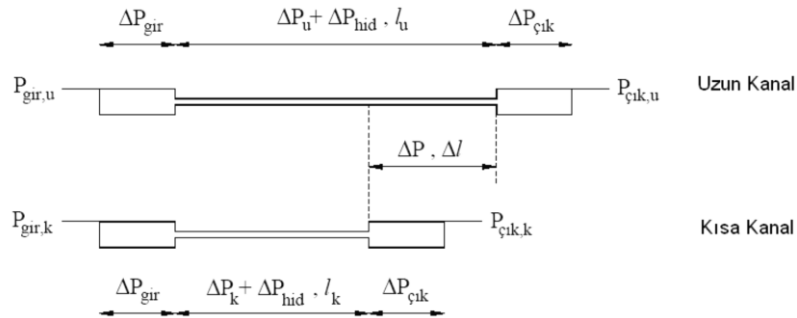 ΔP_gir ΔP_u + ΔP_hid , l_u ΔP_çık
P_gir,u P_çık,u Uzun Kanal
ΔP , Δl
P_gir,k P_çık,k Kısa Kanal
ΔP_gir ΔP_k + ΔP_hid , l_k ΔP_çık